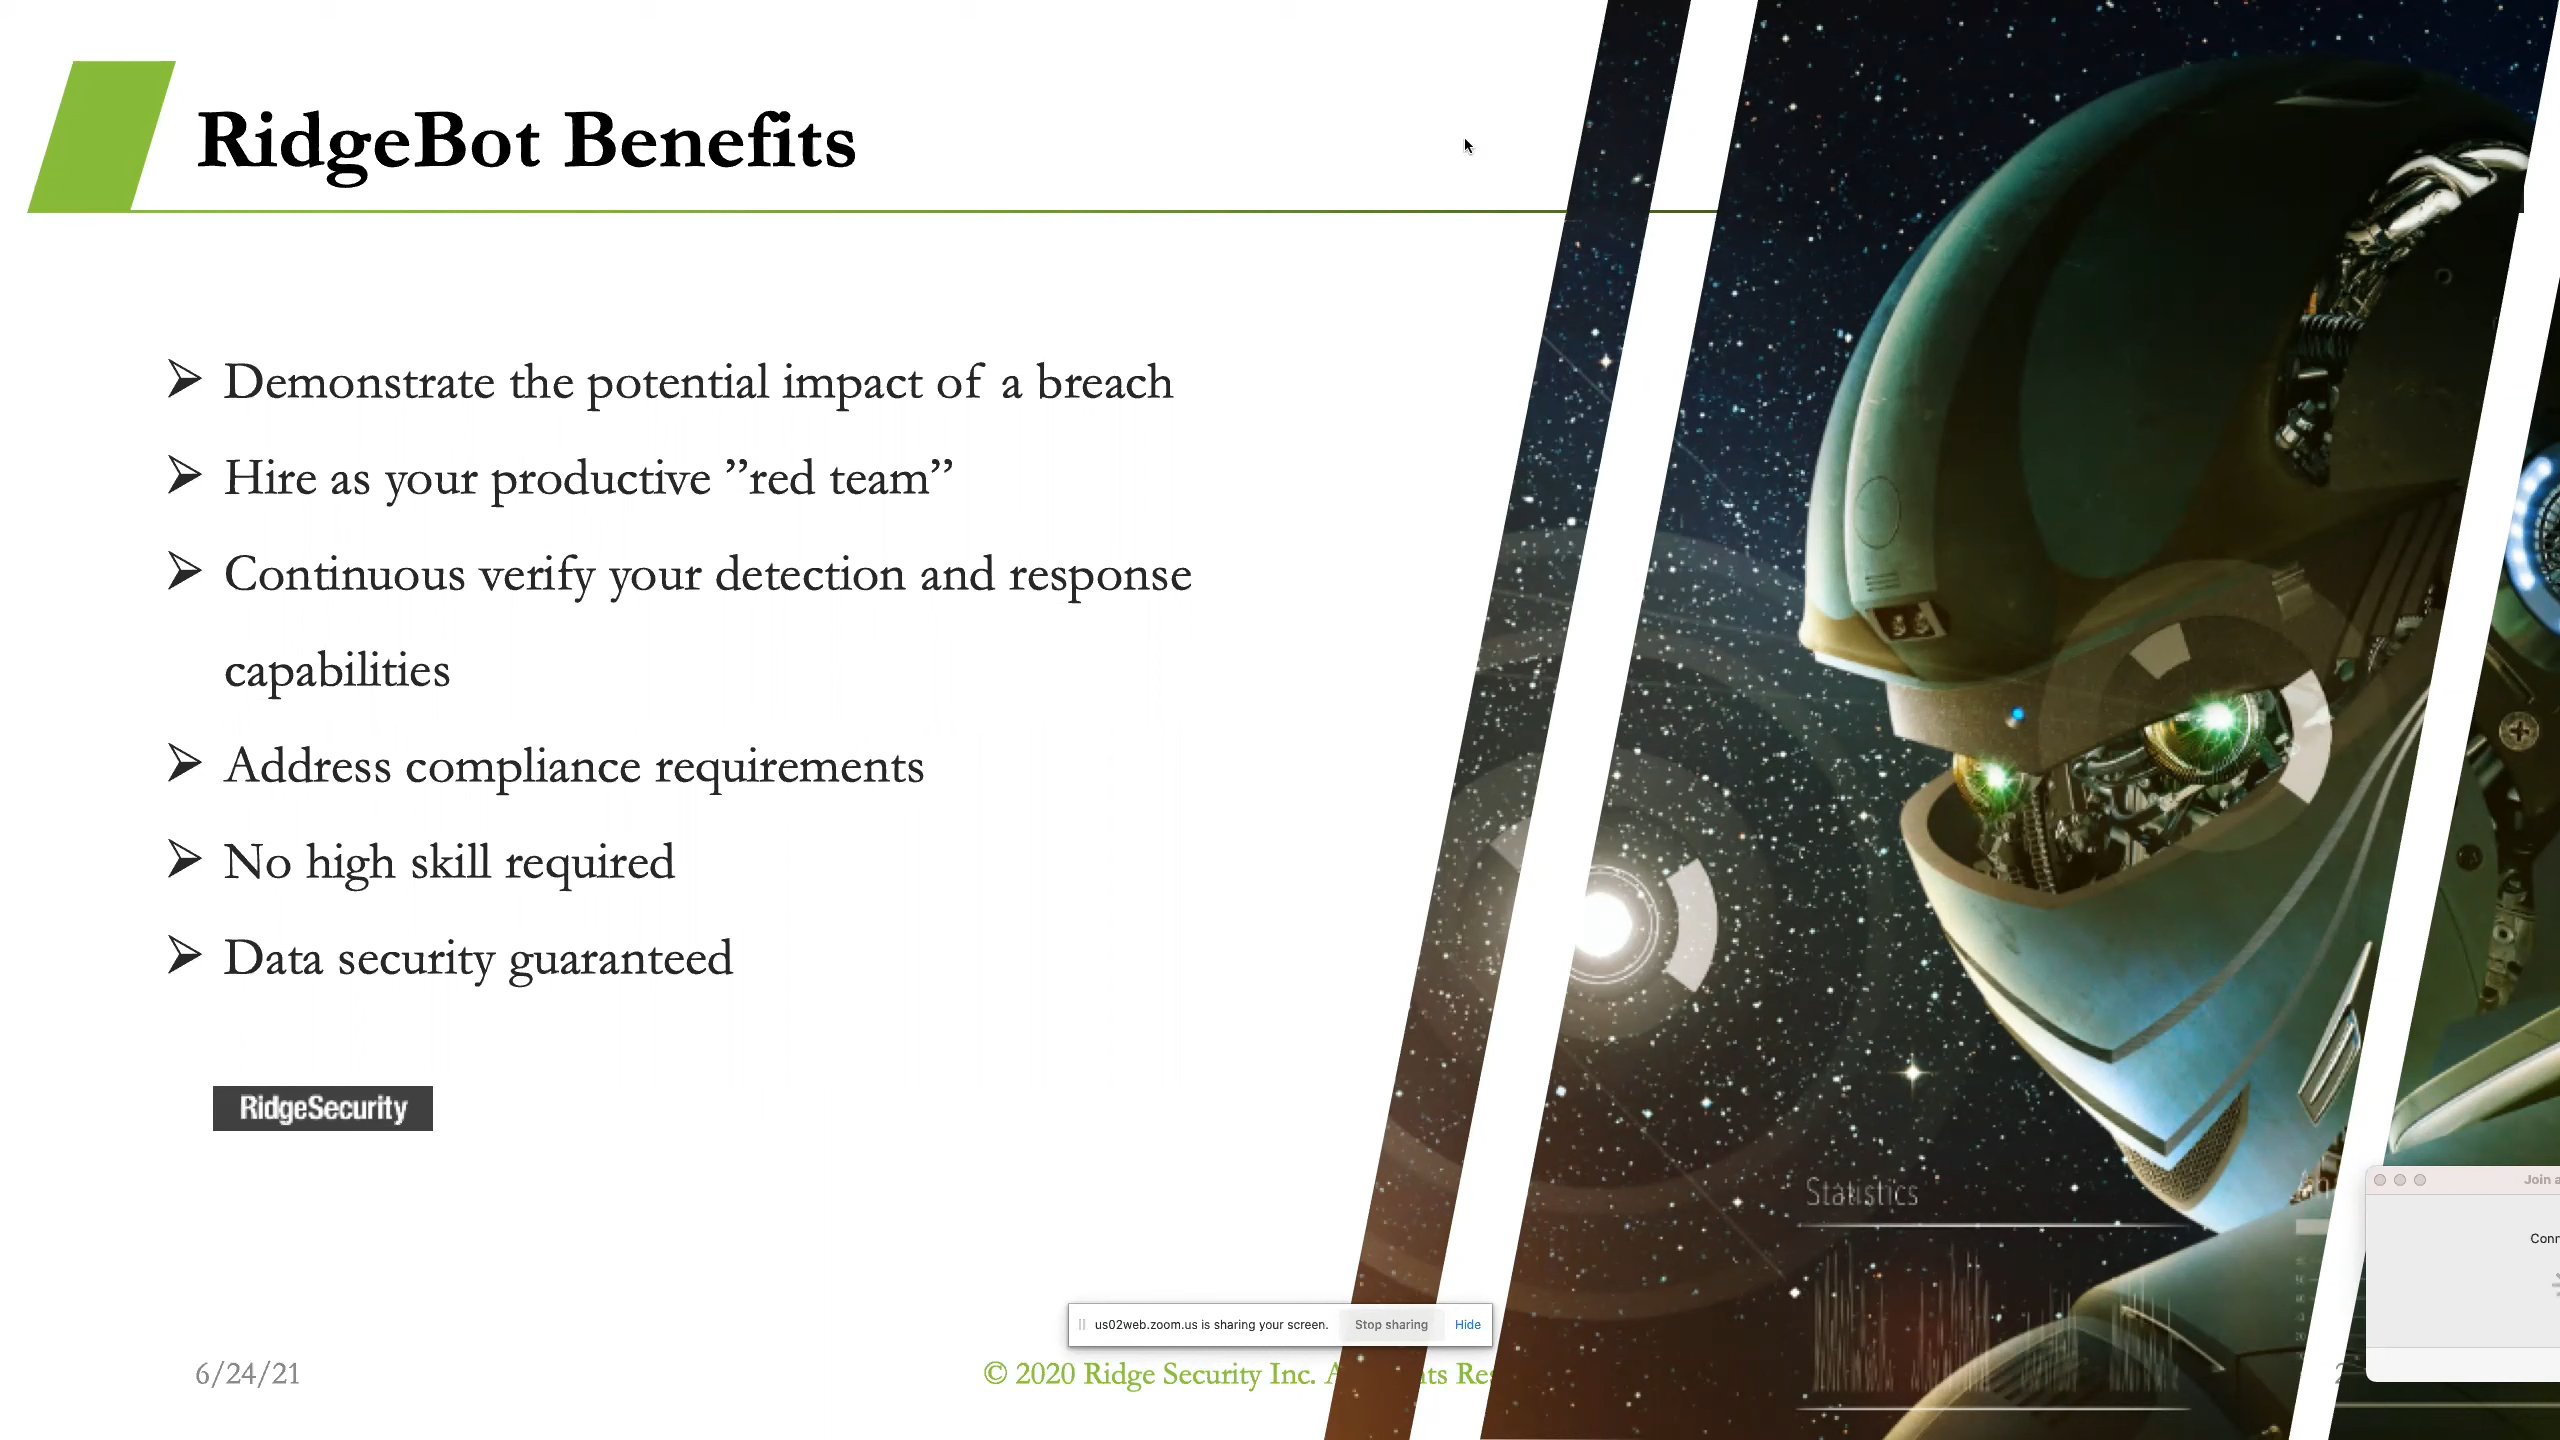 RidgeBot Benefits
➢ Demonstrate the potential impact of a breach
➢ Hire as your productive ”red team”
➢ Continuous verify your detection and response
capabilities
➢ Address compliance requirements
➢ No high skill required
➢ Data security guaranteed
RidgeSecurity
Statistics
Join a
Conn
us02web.zoom.us is sharing your screen. Stop sharing Hide
6/24/21 © 2020 Ridge Security Inc.